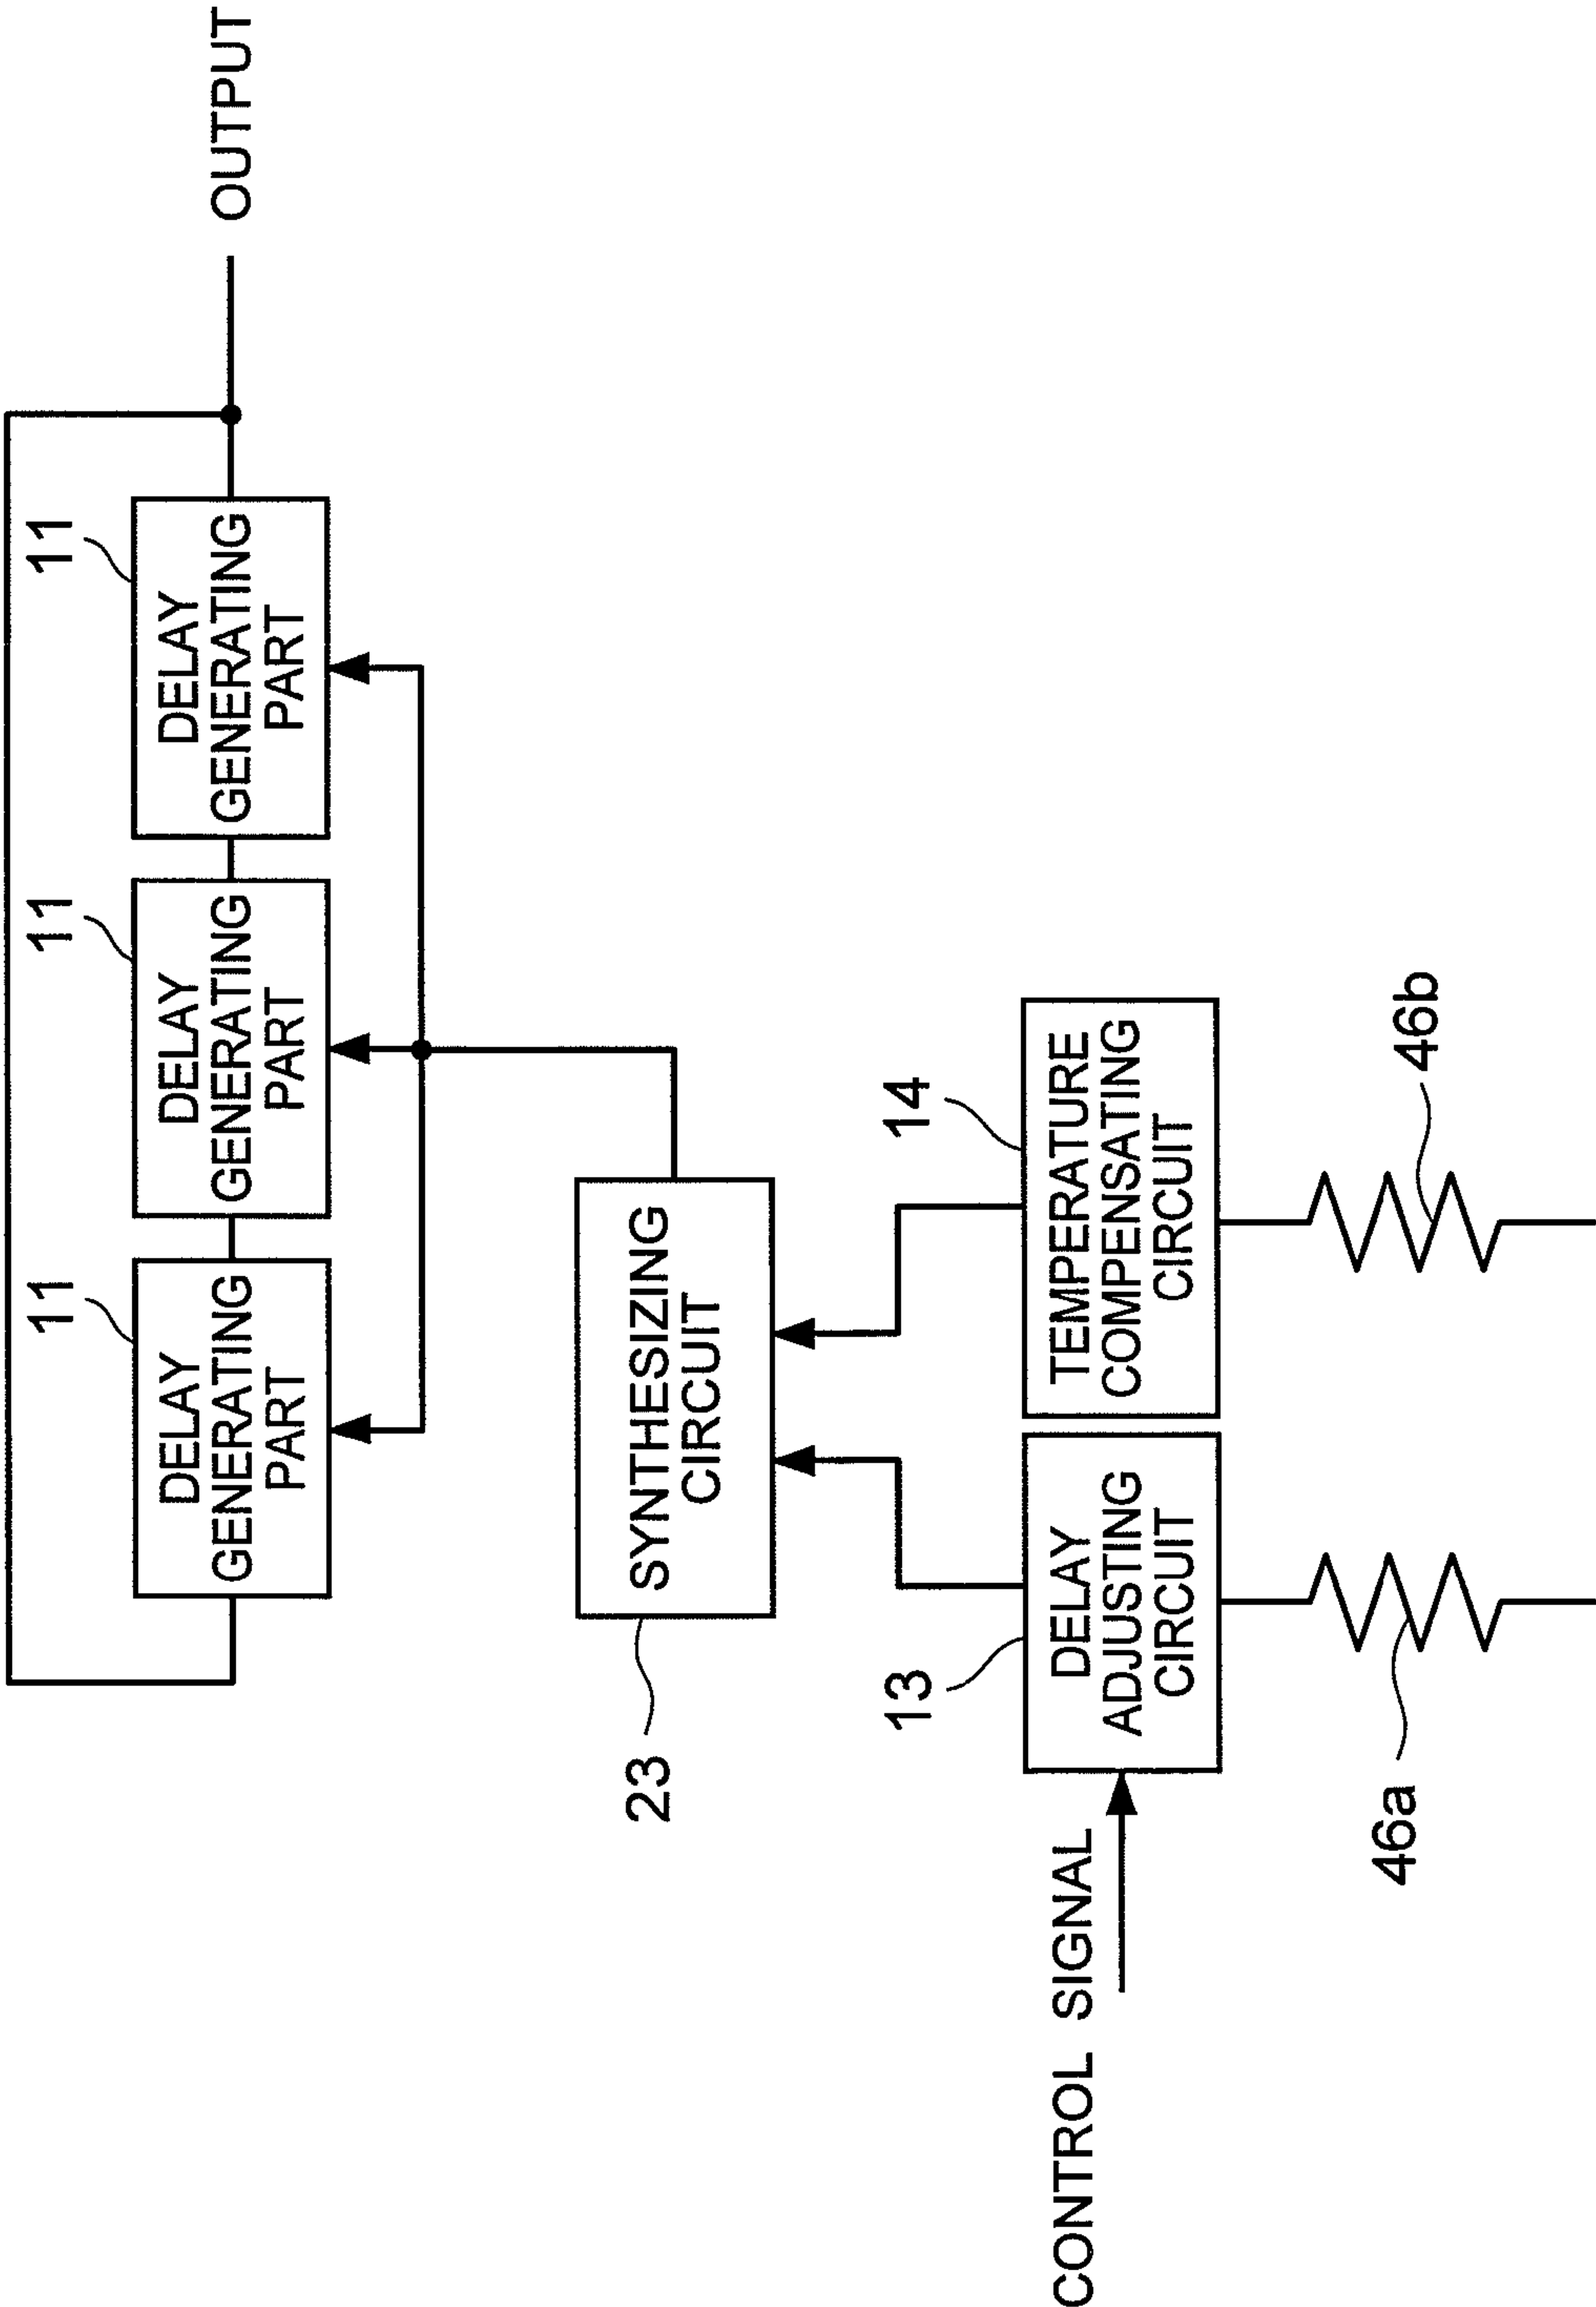 OUTPUT
11
11
11
DELAY
GENERATING
PART
DELAY
GENERATING
PART
DELAY
GENERATING
PART
23
SYNTHESIZING
CIRCUIT
13
14
CONTROL SIGNAL
DELAY
ADJUSTING
CIRCUIT
TEMPERATURE
COMPENSATING
CIRCUIT
46a
46b